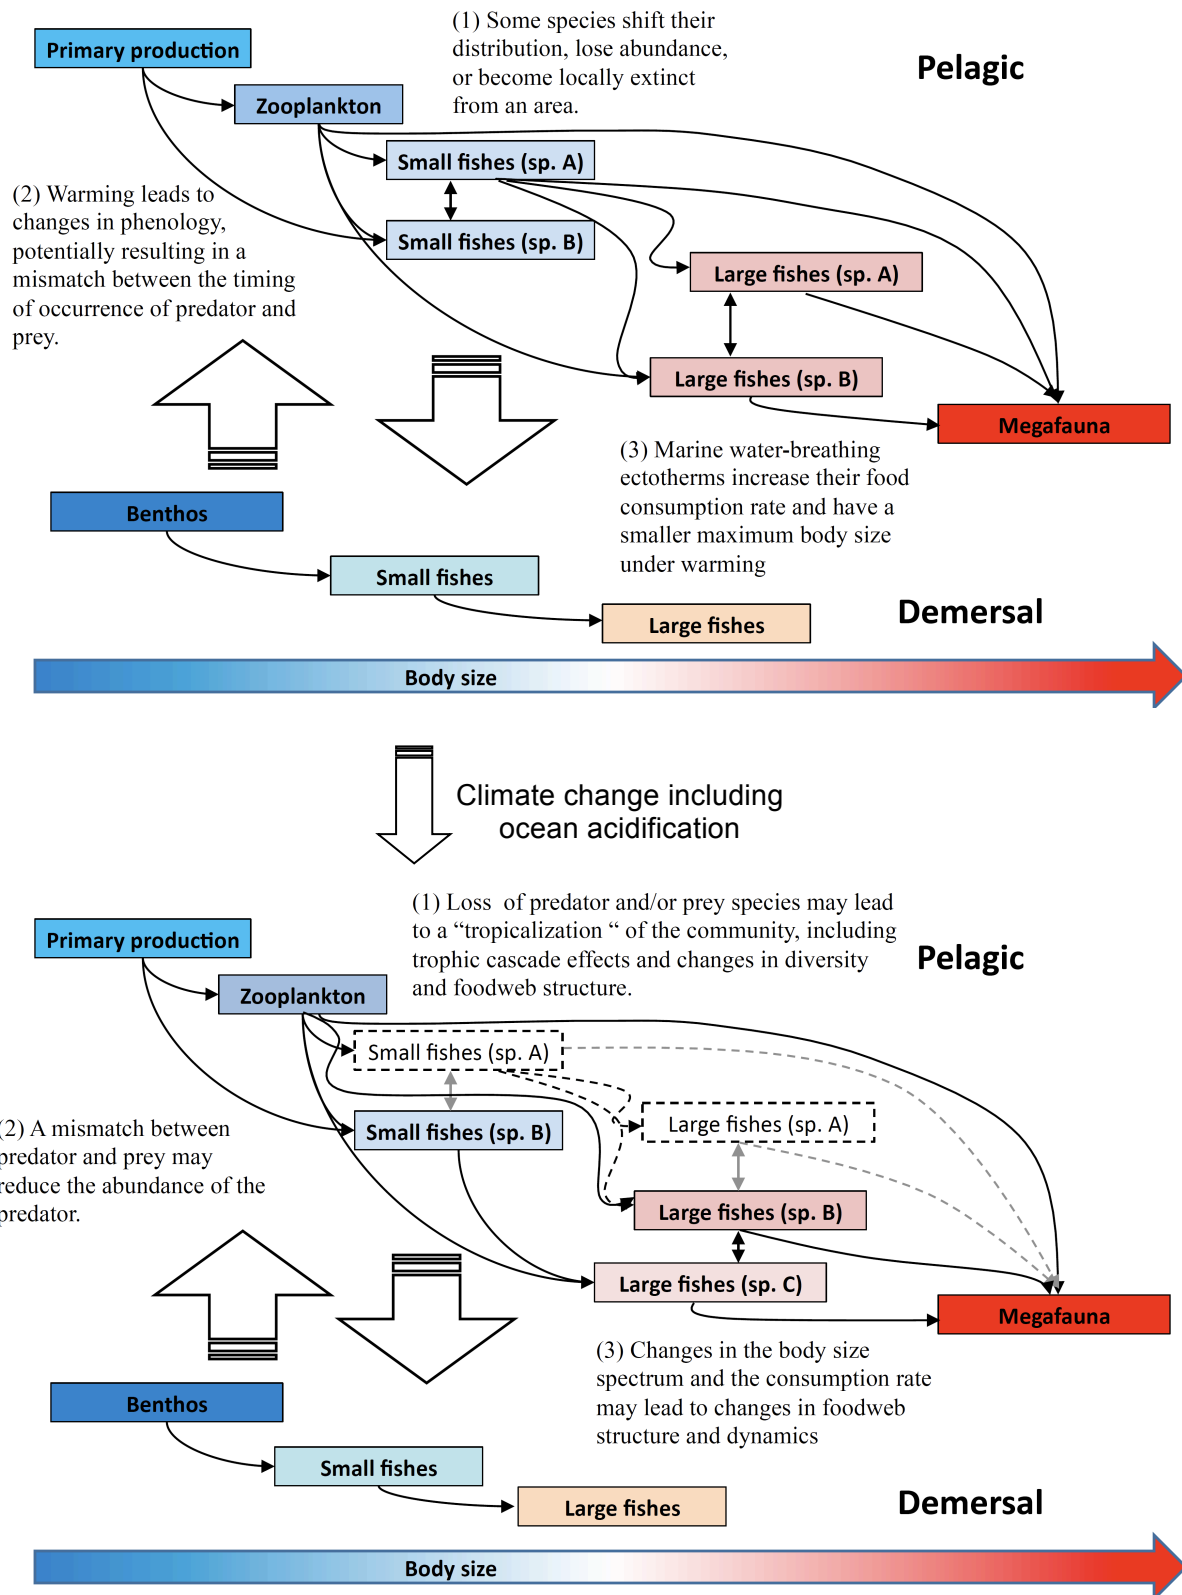 Primary production
(1) Some species shift their
distribution, lose abundance,
or become locally extinct
from an area.
Pelagic
Zooplankton
Small fishes (sp. A)
(2) Warming leads to
changes in phenology,
potentially resulting in a
mismatch between the timing
of occurrence of predator and
prey.
Small fishes (sp. B)
Large fishes (sp. A)
Large fishes (sp. B)
Megafauna
(3) Marine water-breathing
ectotherms increase their food
consumption rate and have a
smaller maximum body size
under warming
Benthos
Small fishes
Large fishes
Demersal
Body size
Climate change including
ocean acidification
(1) Loss of predator and/or prey species may lead
to a “tropicalization “ of the community, including
trophic cascade effects and changes in diversity
and foodweb structure.
Primary production
Pelagic
Zooplankton
Small fishes (sp. A)
Large fishes (sp. A)
Small fishes (sp. B)
(2) A mismatch between
predator and prey may
reduce the abundance of the
predator.
Large fishes (sp. B)
Large fishes (sp. C)
Megafauna
(3) Changes in the body size
spectrum and the consumption rate
may lead to changes in foodweb
structure and dynamics
Benthos
Small fishes
Large fishes
Demersal
Body size